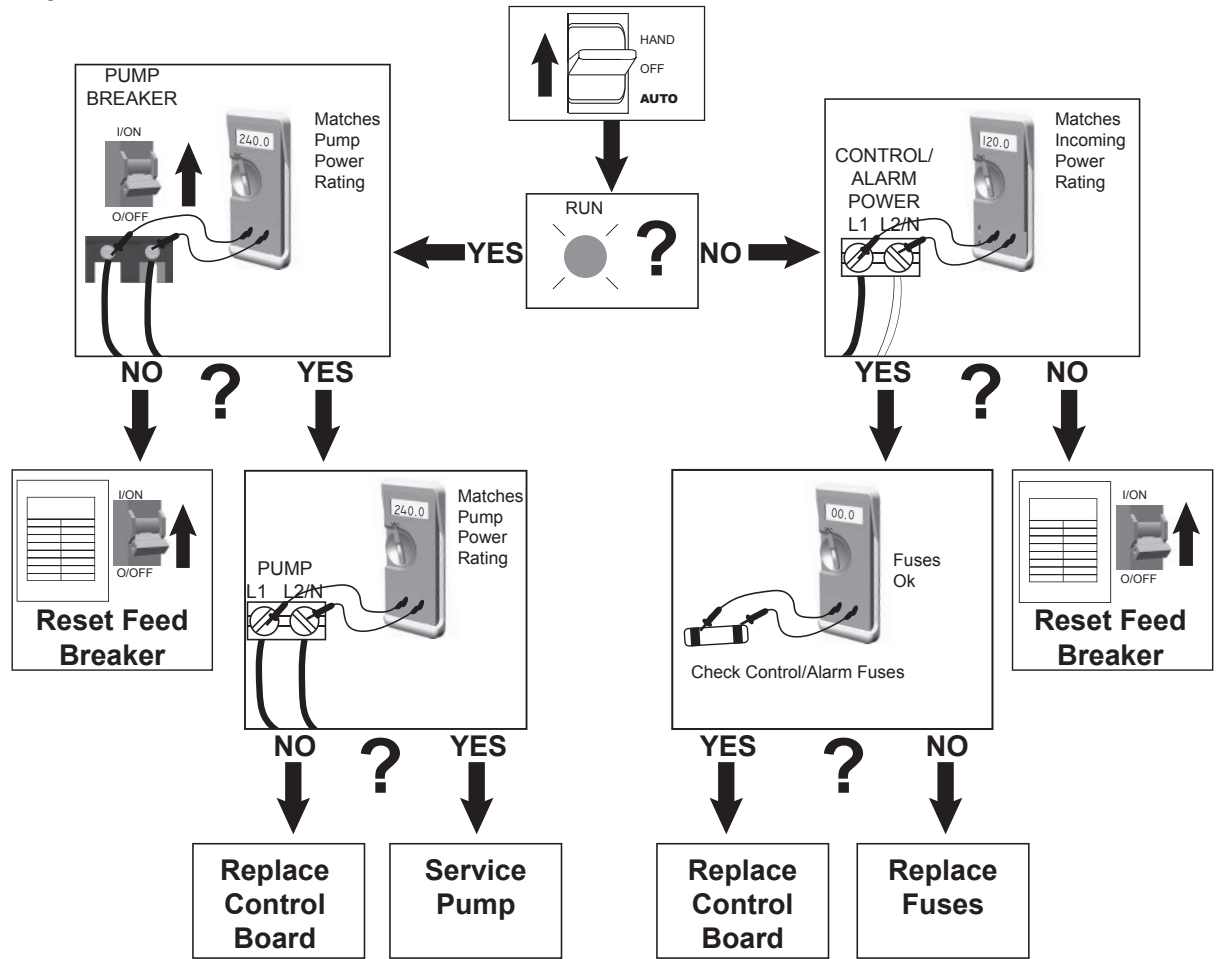 HAND
OFF
AUTO
PUMP
BREAKER
I/ON
O/OFF
240.0
Matches
Pump
Power
Rating
RUN
?
YES
NO
CONTROL/
ALARM
POWER
L1 L2/N
120.0
Matches
Incoming
Power
Rating
NO ? YES
YES ? NO
I/ON
O/OFF
Reset Feed
Breaker
PUMP
L1 L2/N
240.0
Matches
Pump
Power
Rating
00.0
Fuses
Ok
Check Control/Alarm Fuses
I/ON
O/OFF
Reset Feed
Breaker
NO ? YES
YES ? NO
Replace
Control
Board
Service
Pump
Replace
Control
Board
Replace
Fuses